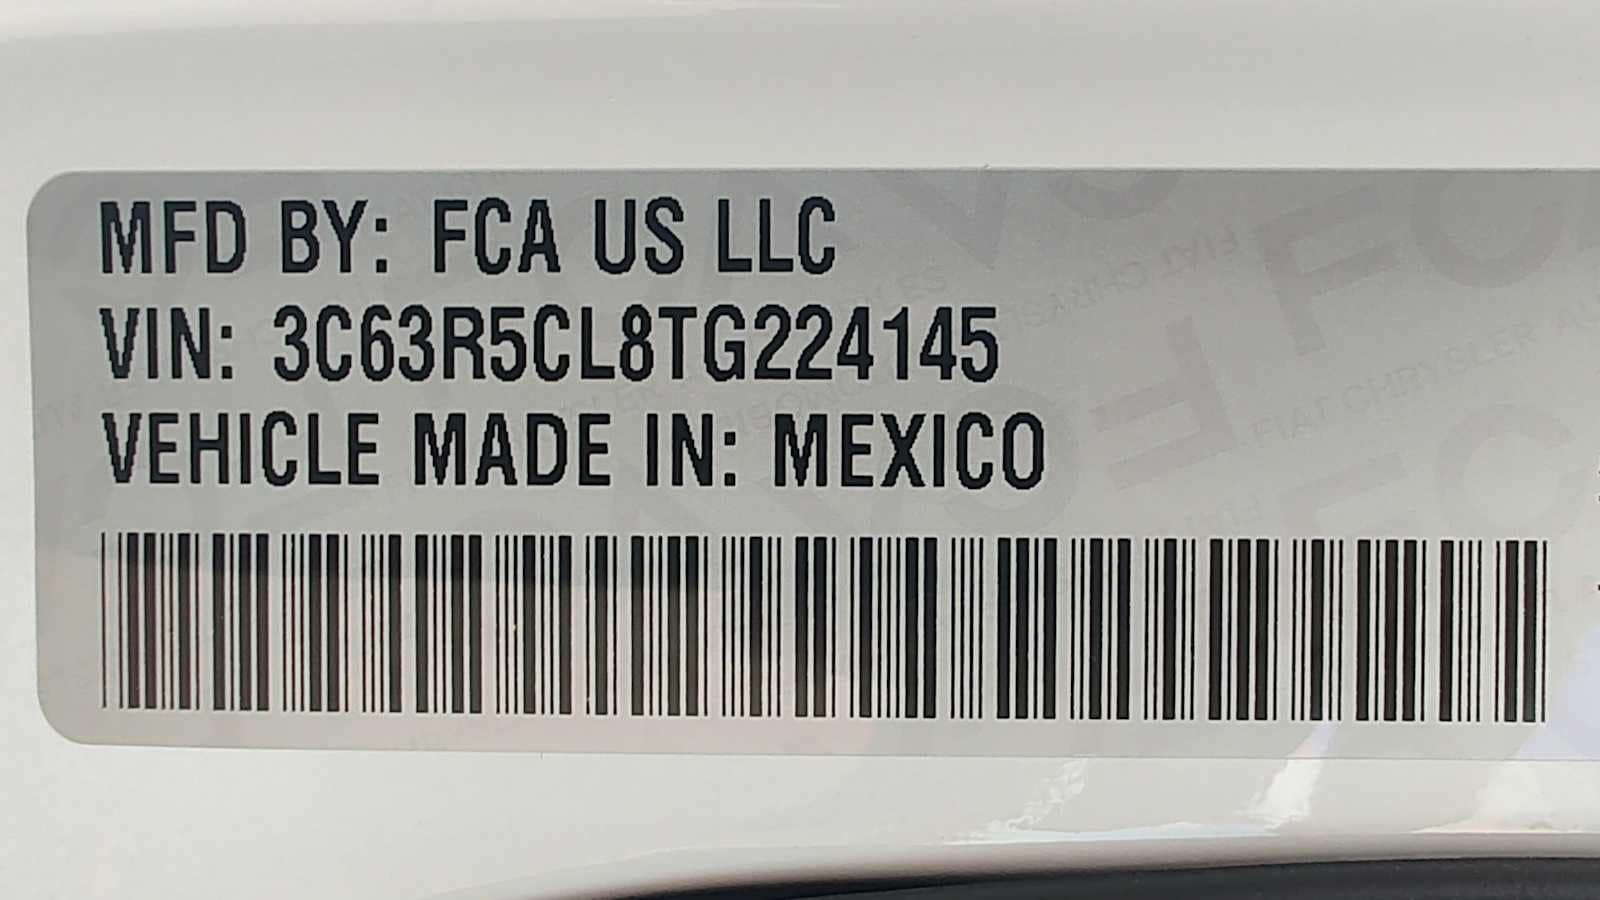 MFD BY: FCA US LLC
VIN: 3C63R5CL8TG224145
VEHICLE MADE IN: MEXICO